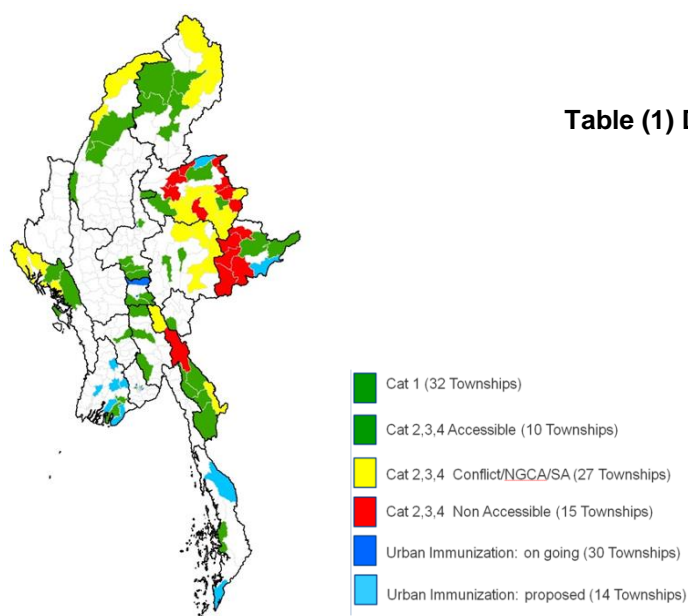 Table (1) D
Cat 1 (32 Townships)
Cat 2,3,4 Accessible (10 Townships)
Cat 2,3,4 Conflict/NGCA/SA (27 Townships)
Cat 2,3,4 Non Accessible (15 Townships)
Urban Immunization: on going (30 Townships)
Urban Immunization: proposed (14 Townships)